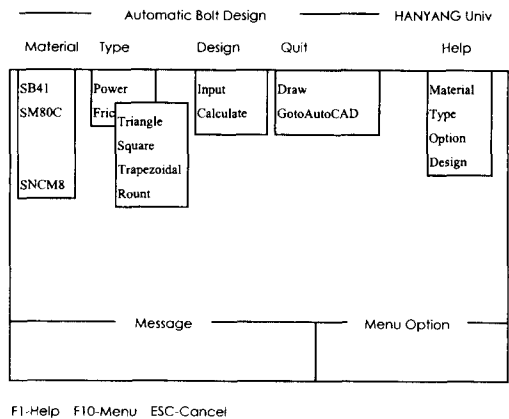 Automatic Bolt Design HANYANG Univ
Material Type Design Quit Help
SB41
SM80C
SNCM8
Power
Fric
Triangle
Square
Trapezoidal
Rount
Input
Calculate
Draw
GotoAutoCAD
Material
Type
Option
Design
Message
Menu Option
F1-Help F10-Menu ESC-Cancel